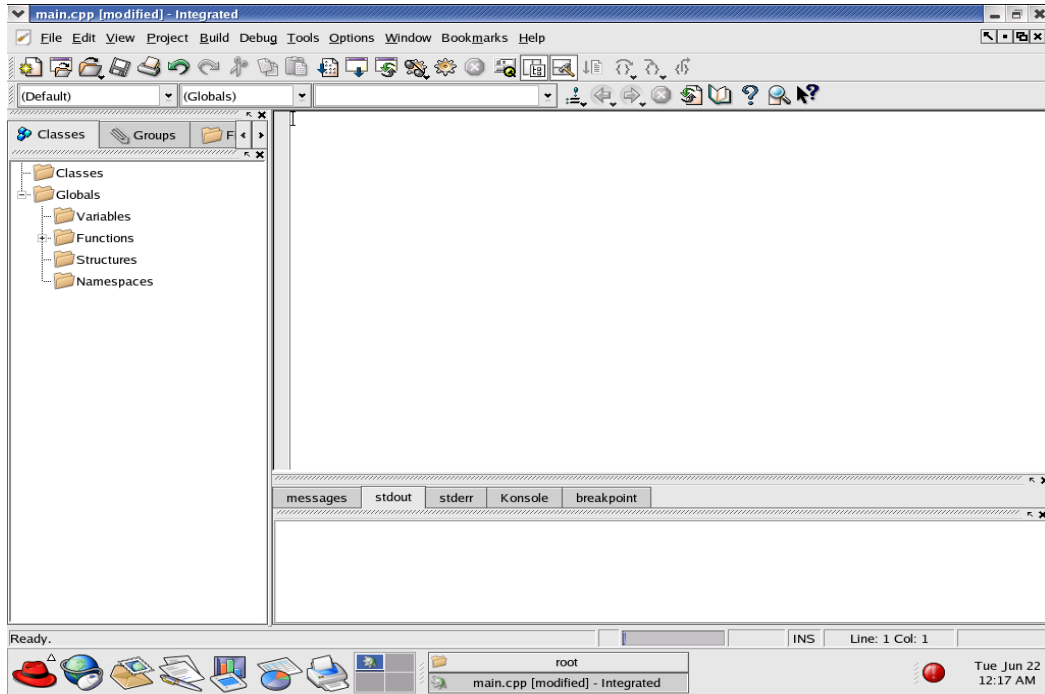 main.cpp [modified] - Integrated
File Edit View Project Build Debug Tools Options Window Bookmarks Help
(Default) (Globals)
Classes Groups F
Classes
Globals
Variables
Functions
Structures
Namespaces
messages stdout stderr Konsole breakpoint
Ready. INS Line: 1 Col: 1
root
main.cpp [modified] - Integrated
Tue Jun 22
12:17 AM